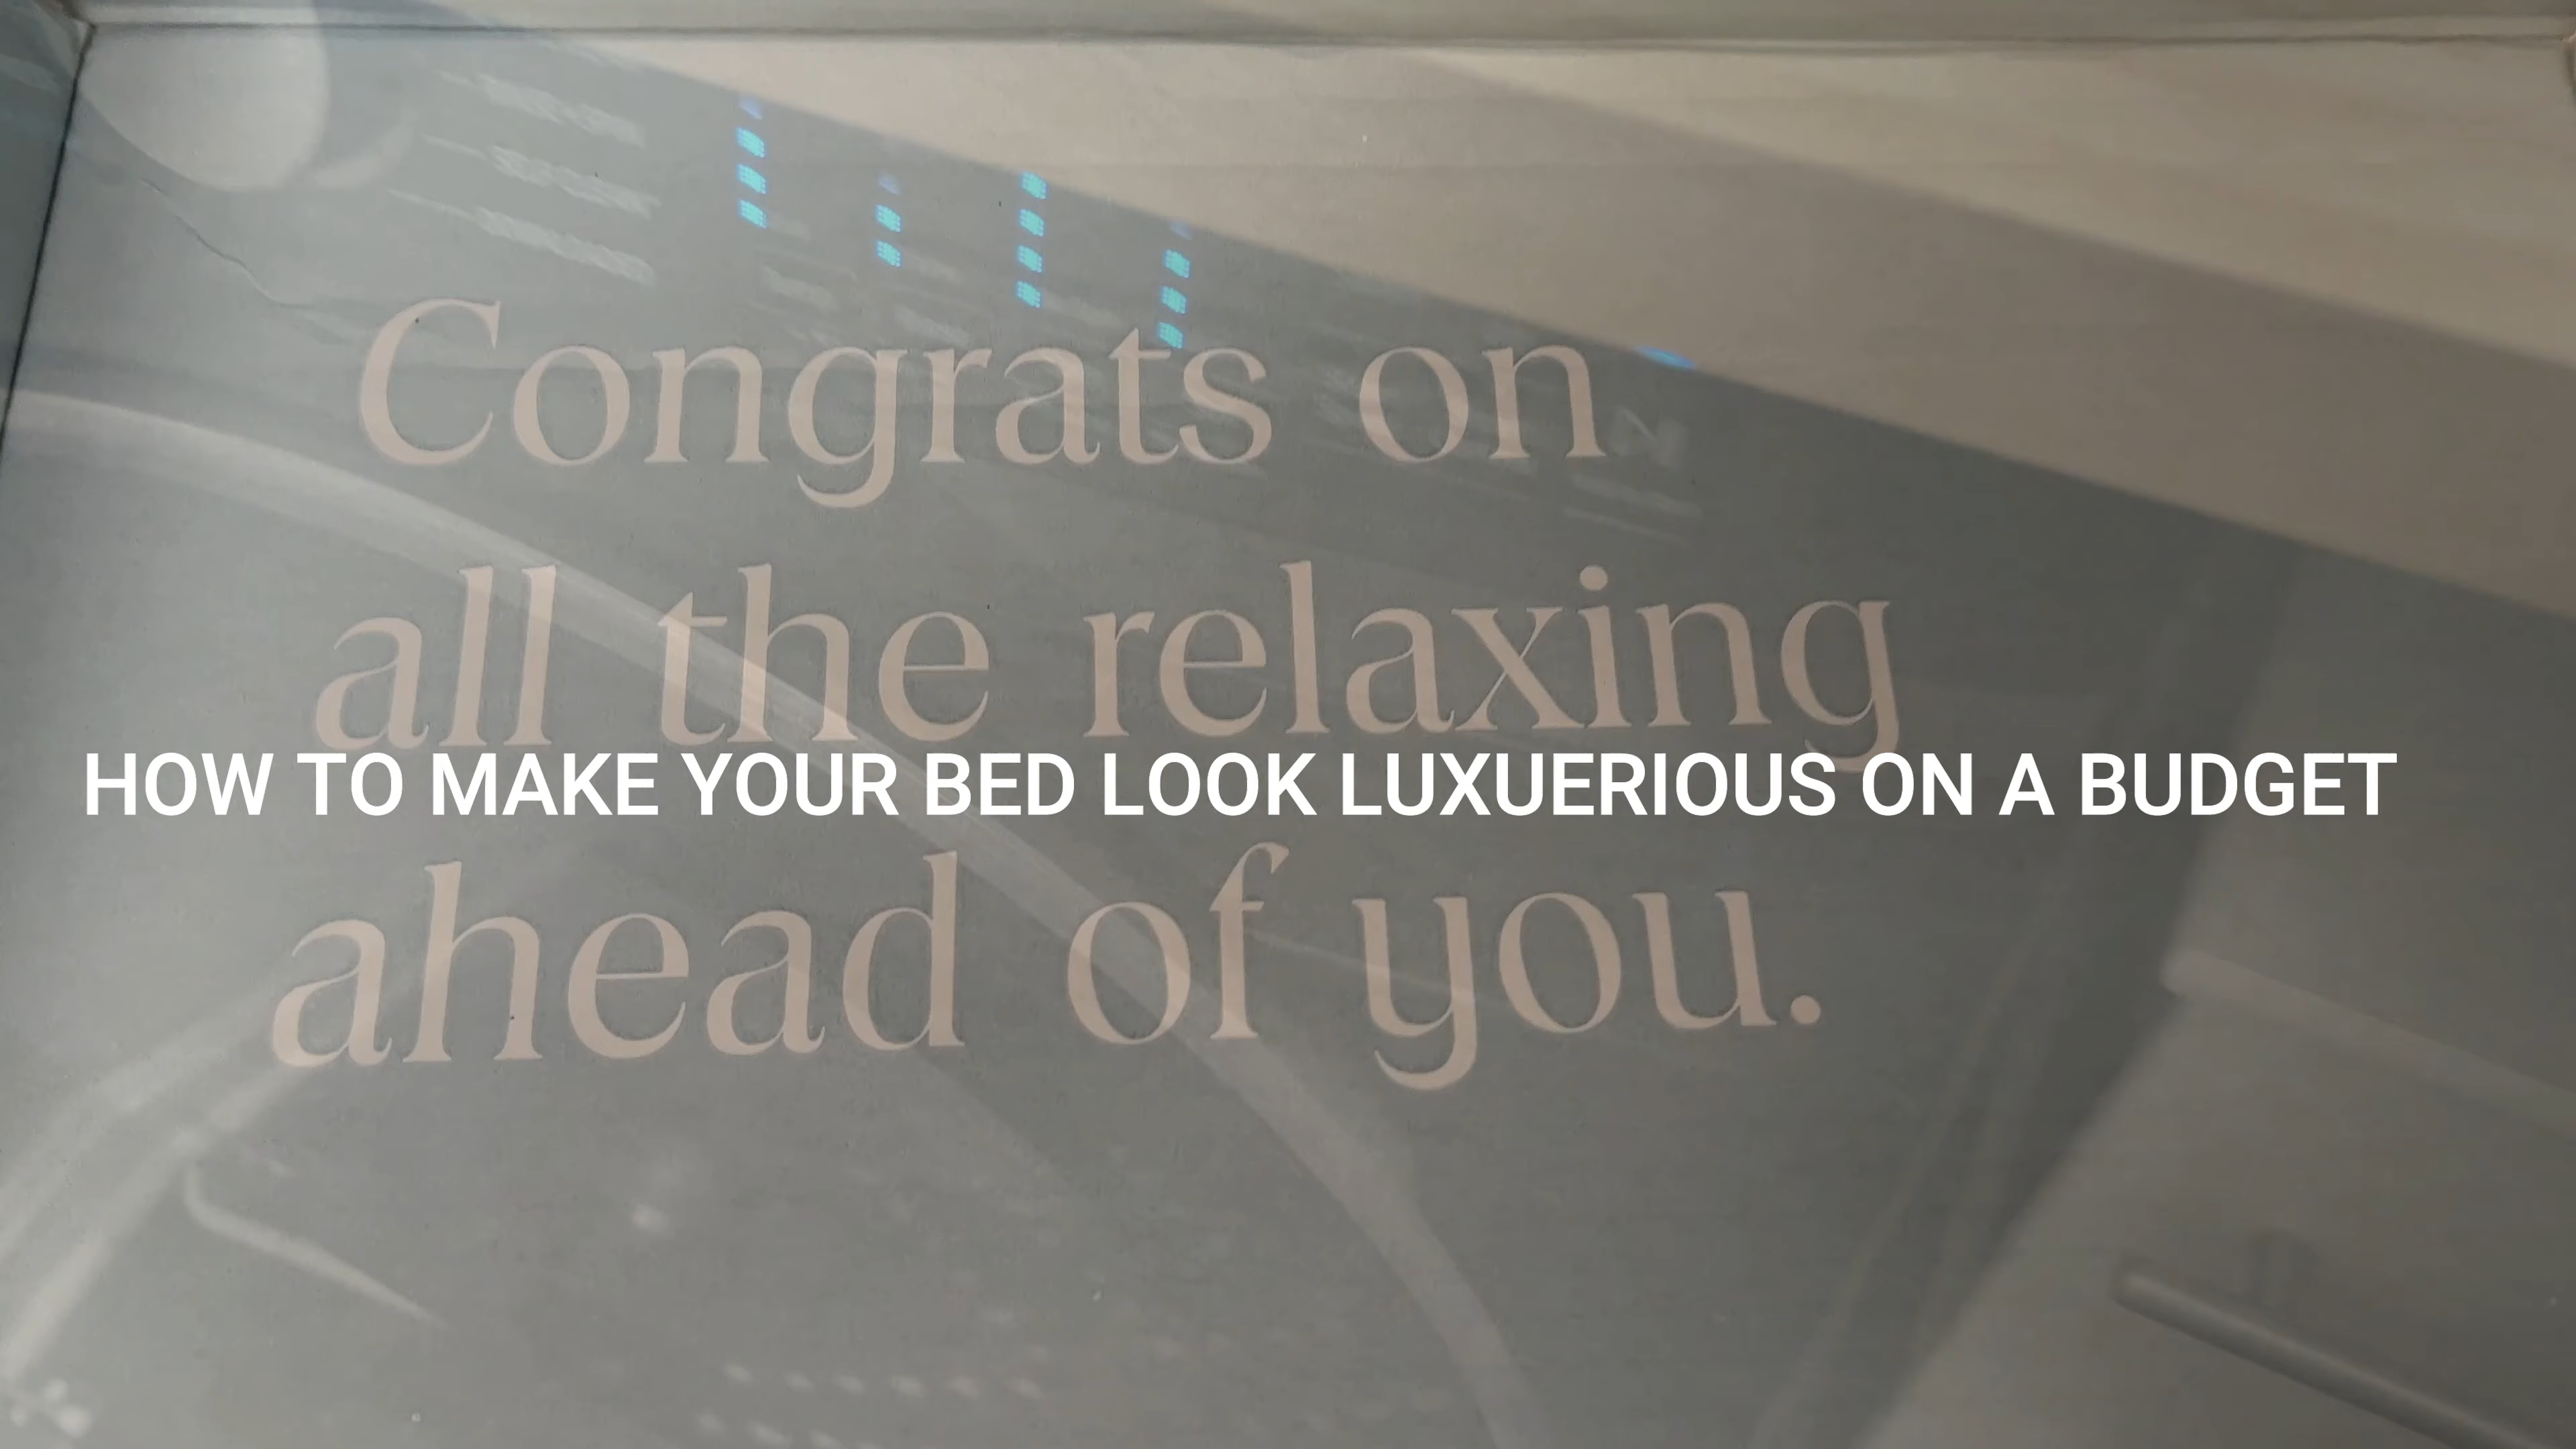 Congrats on
all the relaxing
HOW TO MAKE YOUR BED LOOK LUXUERIOUS ON A BUDGET
ahead of you.